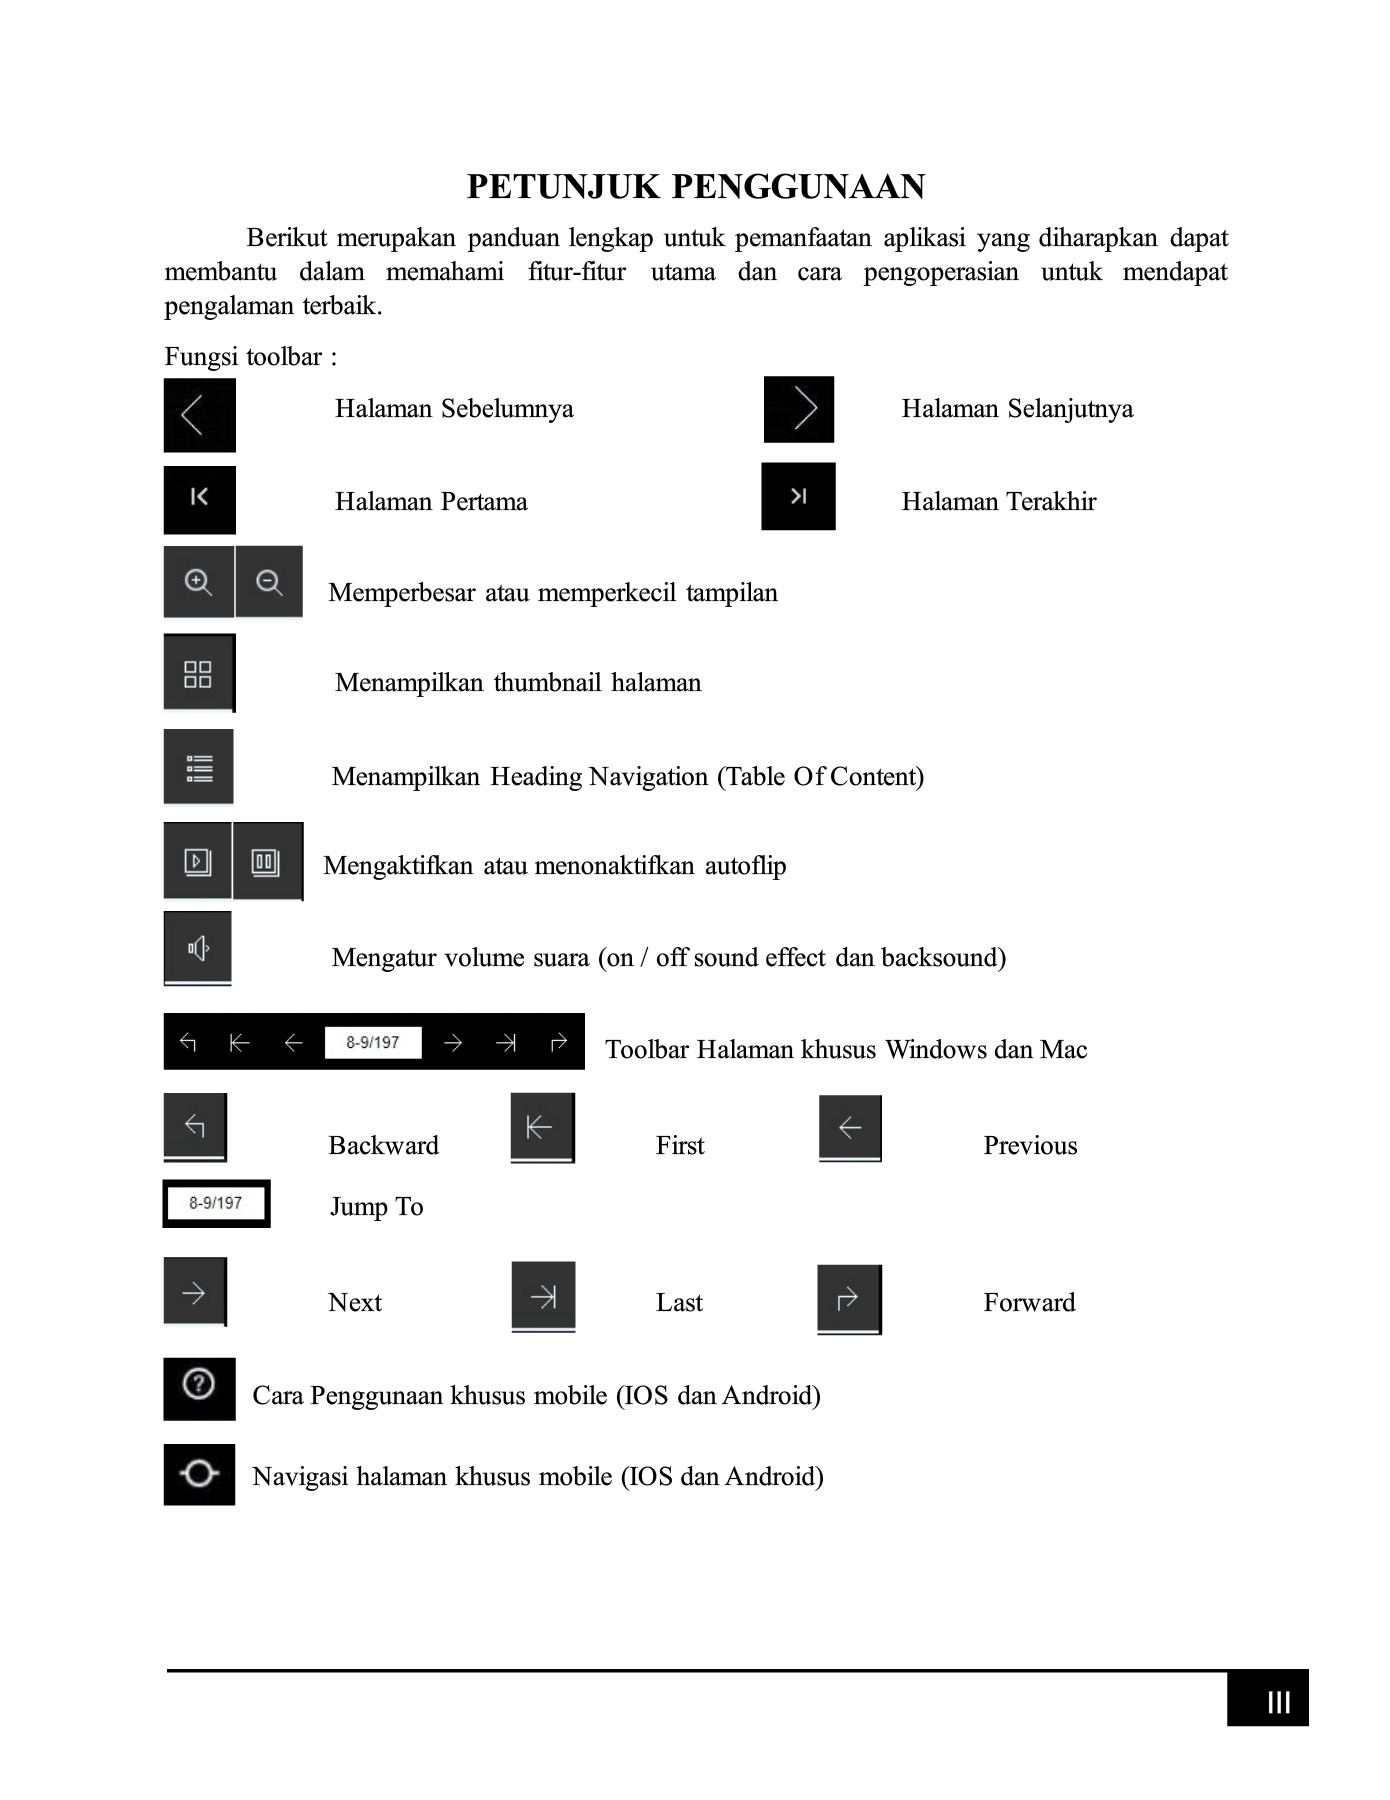 PETUNJUK PENGGUNAAN
Berikut merupakan panduan lengkap untuk pemanfaatan aplikasi yang diharapkan dapat
membantu dalam memahami fitur-fitur utama dan cara pengoperasian untuk mendapat
pengalaman terbaik.
Fungsi toolbar :
Halaman Sebelumnya Halaman Selanjutnya
Halaman Pertama Halaman Terakhir
Memperbesar atau memperkecil tampilan
Menampilkan thumbnail halaman
Menampilkan Heading Navigation (Table Of Content)
Mengaktifkan atau menonaktifkan autoflip
Mengatur volume suara (on / off sound effect dan backsound)
8-9/197 Toolbar Halaman khusus Windows dan Mac
Backward First Previous
8-9/197 Jump To
Next Last Forward
Cara Penggunaan khusus mobile (IOS dan Android)
Navigasi halaman khusus mobile (IOS dan Android)
III